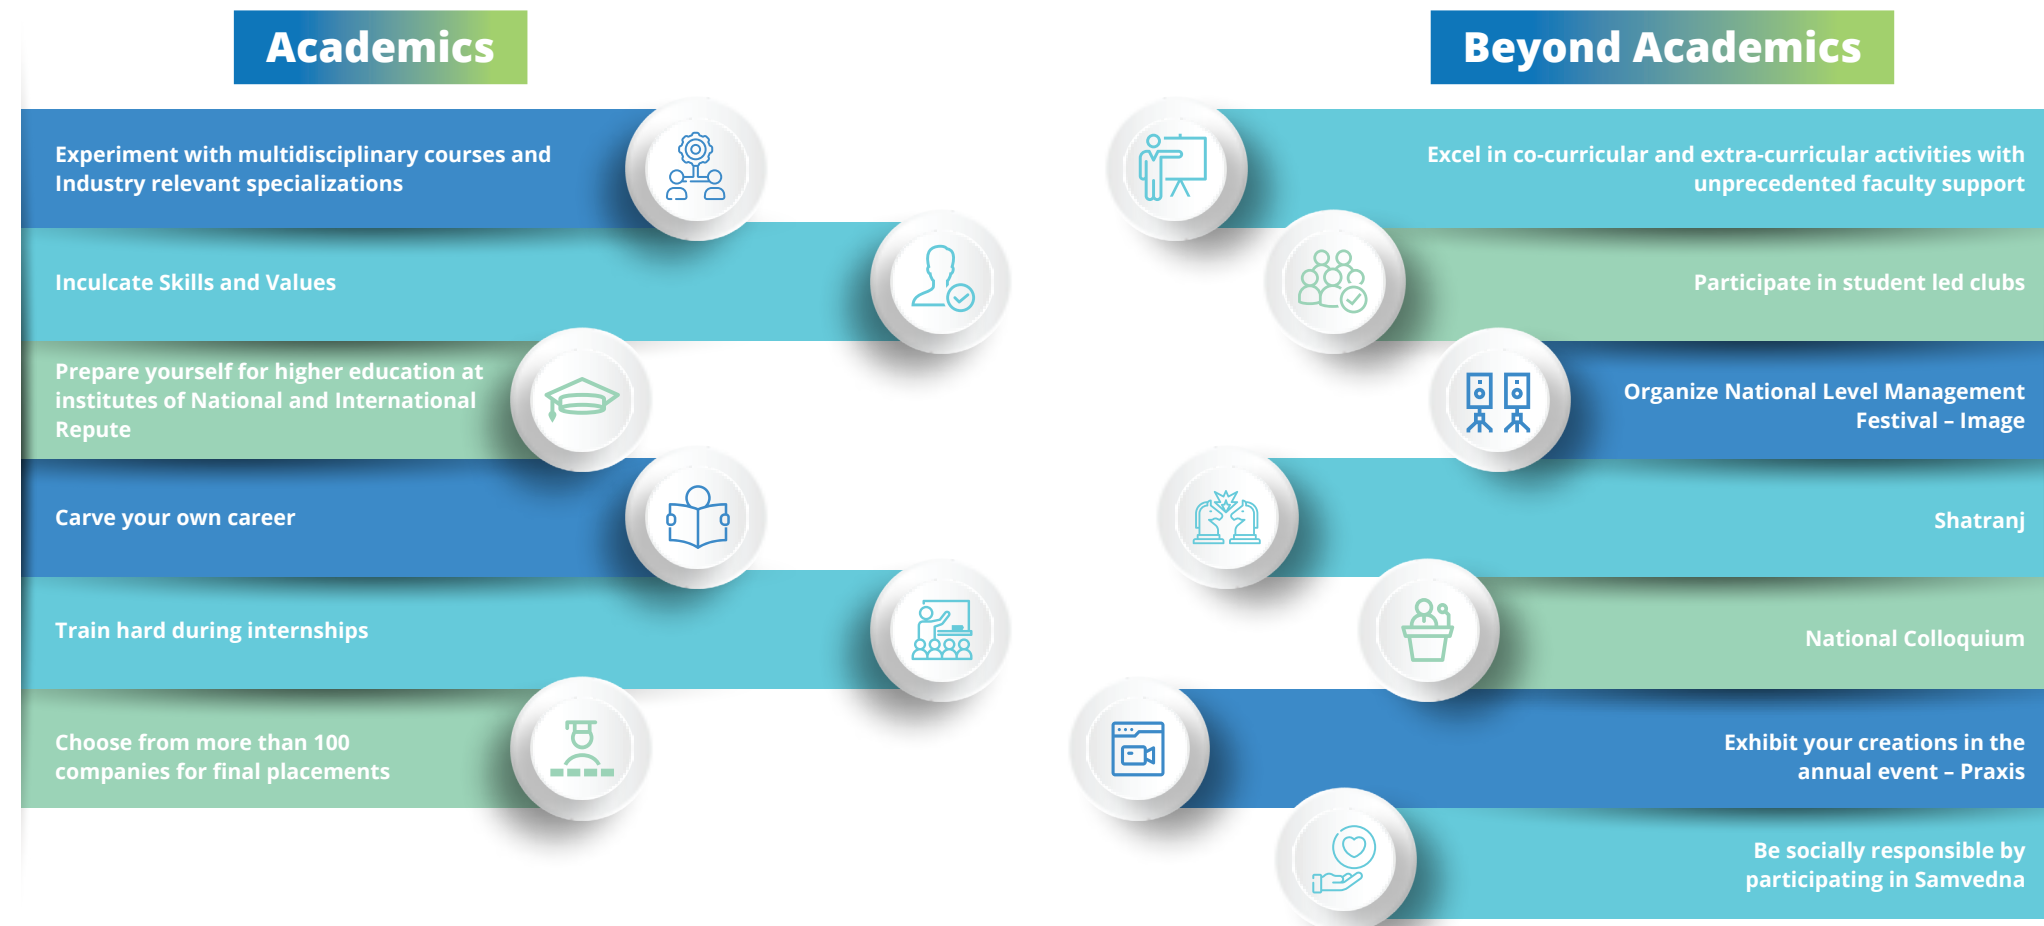 Academics
Experiment with multidisciplinary courses and
Industry relevant specializations
Inculcate Skills and Values
Prepare yourself for higher education at
institutes of National and International
Repute
Carve your own career
Train hard during internships
Choose from more than 100
companies for final placements
Beyond Academics
Excel in co-curricular and extra-curricular activities with
unprecedented faculty support
Participate in student led clubs
Organize National Level Management
Festival – Image
Shatranj
National Colloquium
Exhibit your creations in the
annual event – Praxis
Be socially responsible by
participating in Samvedna